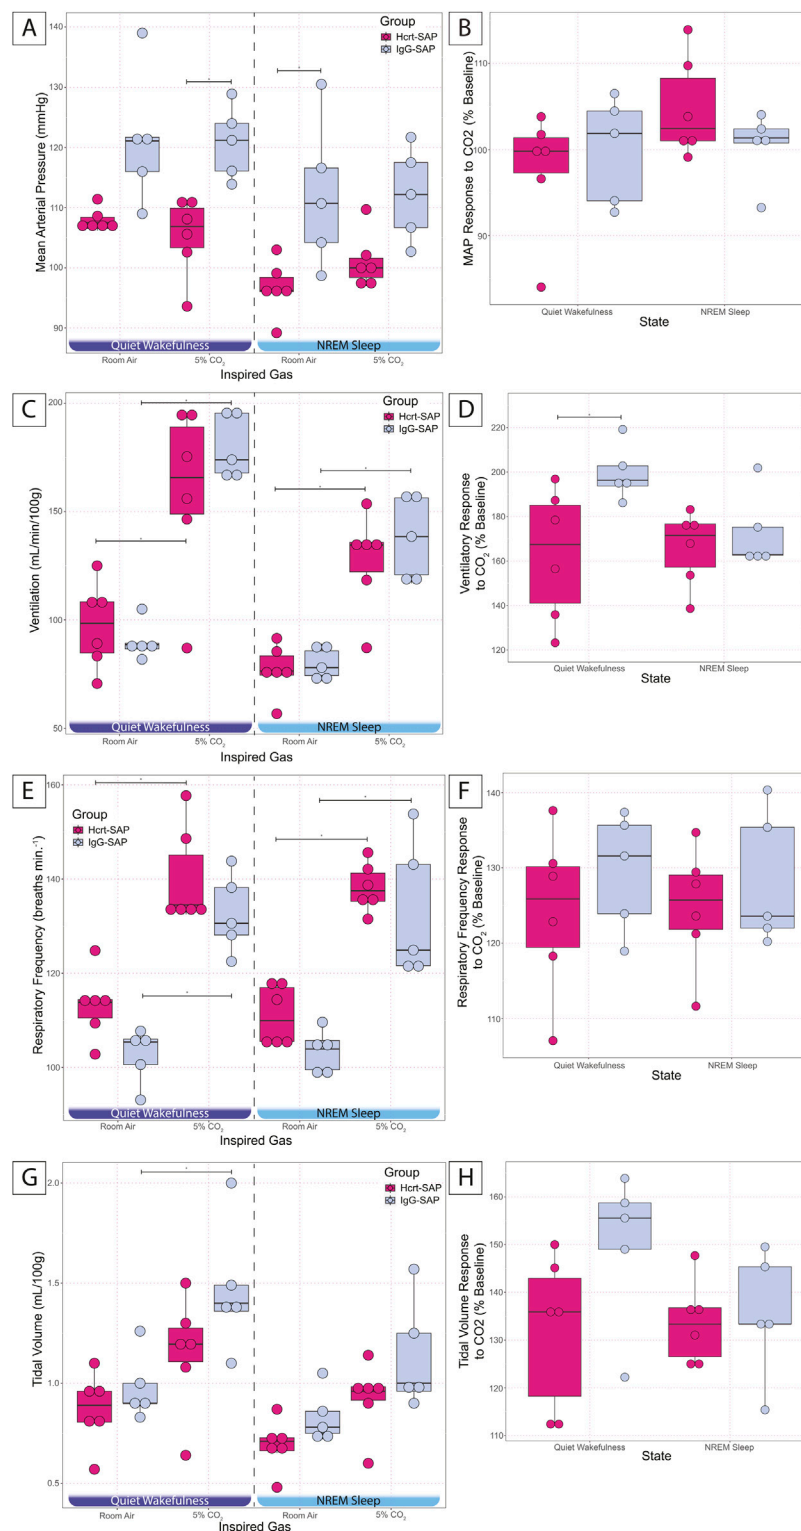 A
Group
Hcrt-SAP
IgG-SAP
Mean Arterial Pressure (mmHg)
140
130
120
110
100
90
*
*
Quiet Wakefulness
NREM Sleep
Room Air
5% CO₂
Room Air
5% CO₂
Inspired Gas
B
MAP Response to CO2 (% Baseline)
110
100
90
Quiet Wakefulness
NREM Sleep
State
C
Group
Hcrt-SAP
IgG-SAP
Ventilation (mL/min/100g)
200
150
100
50
*
*
*
*
Quiet Wakefulness
NREM Sleep
Room Air
5% CO₂
Room Air
5% CO₂
Inspired Gas
D
Ventilatory Response
to CO₂ (% Baseline)
220
200
180
160
140
120
*
Quiet Wakefulness
NREM Sleep
State
E
Group
Hcrt-SAP
IgG-SAP
Respiratory Frequency (breaths min.⁻¹)
160
140
120
100
*
*
*
*
Quiet Wakefulness
NREM Sleep
Room Air
5% CO₂
Room Air
5% CO₂
Inspired Gas
F
Respiratory Frequency Response
to CO₂ (% Baseline)
140
130
120
110
Quiet Wakefulness
NREM Sleep
State
G
Group
Hcrt-SAP
IgG-SAP
Tidal Volume (mL/100g)
2.0
1.5
1.0
0.5
*
Quiet Wakefulness
NREM Sleep
Room Air
5% CO₂
Room Air
5% CO₂
Inspired Gas
H
Tidal Volume Response
to CO2 (% Baseline)
160
150
140
130
120
110
Quiet Wakefulness
NREM Sleep
State